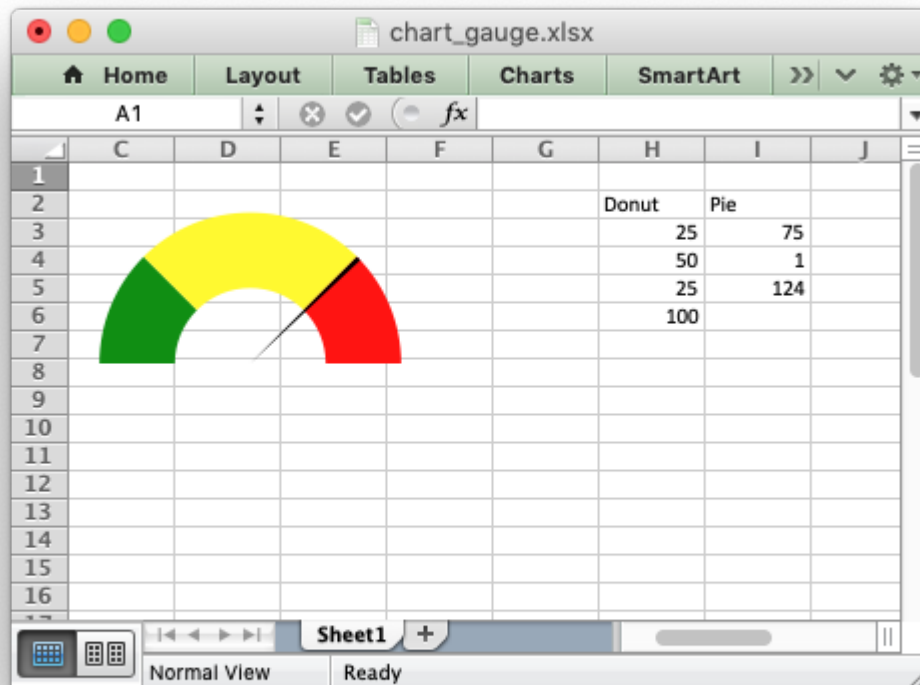 chart_gauge.xlsx
Home Layout Tables Charts SmartArt
A1 fx
C D E F G H I J
1
2 Donut Pie
3 25 75
4 50 1
5 25 124
6 100
7
8
9
10
11
12
13
14
15
16
Sheet1 +
Normal View Ready